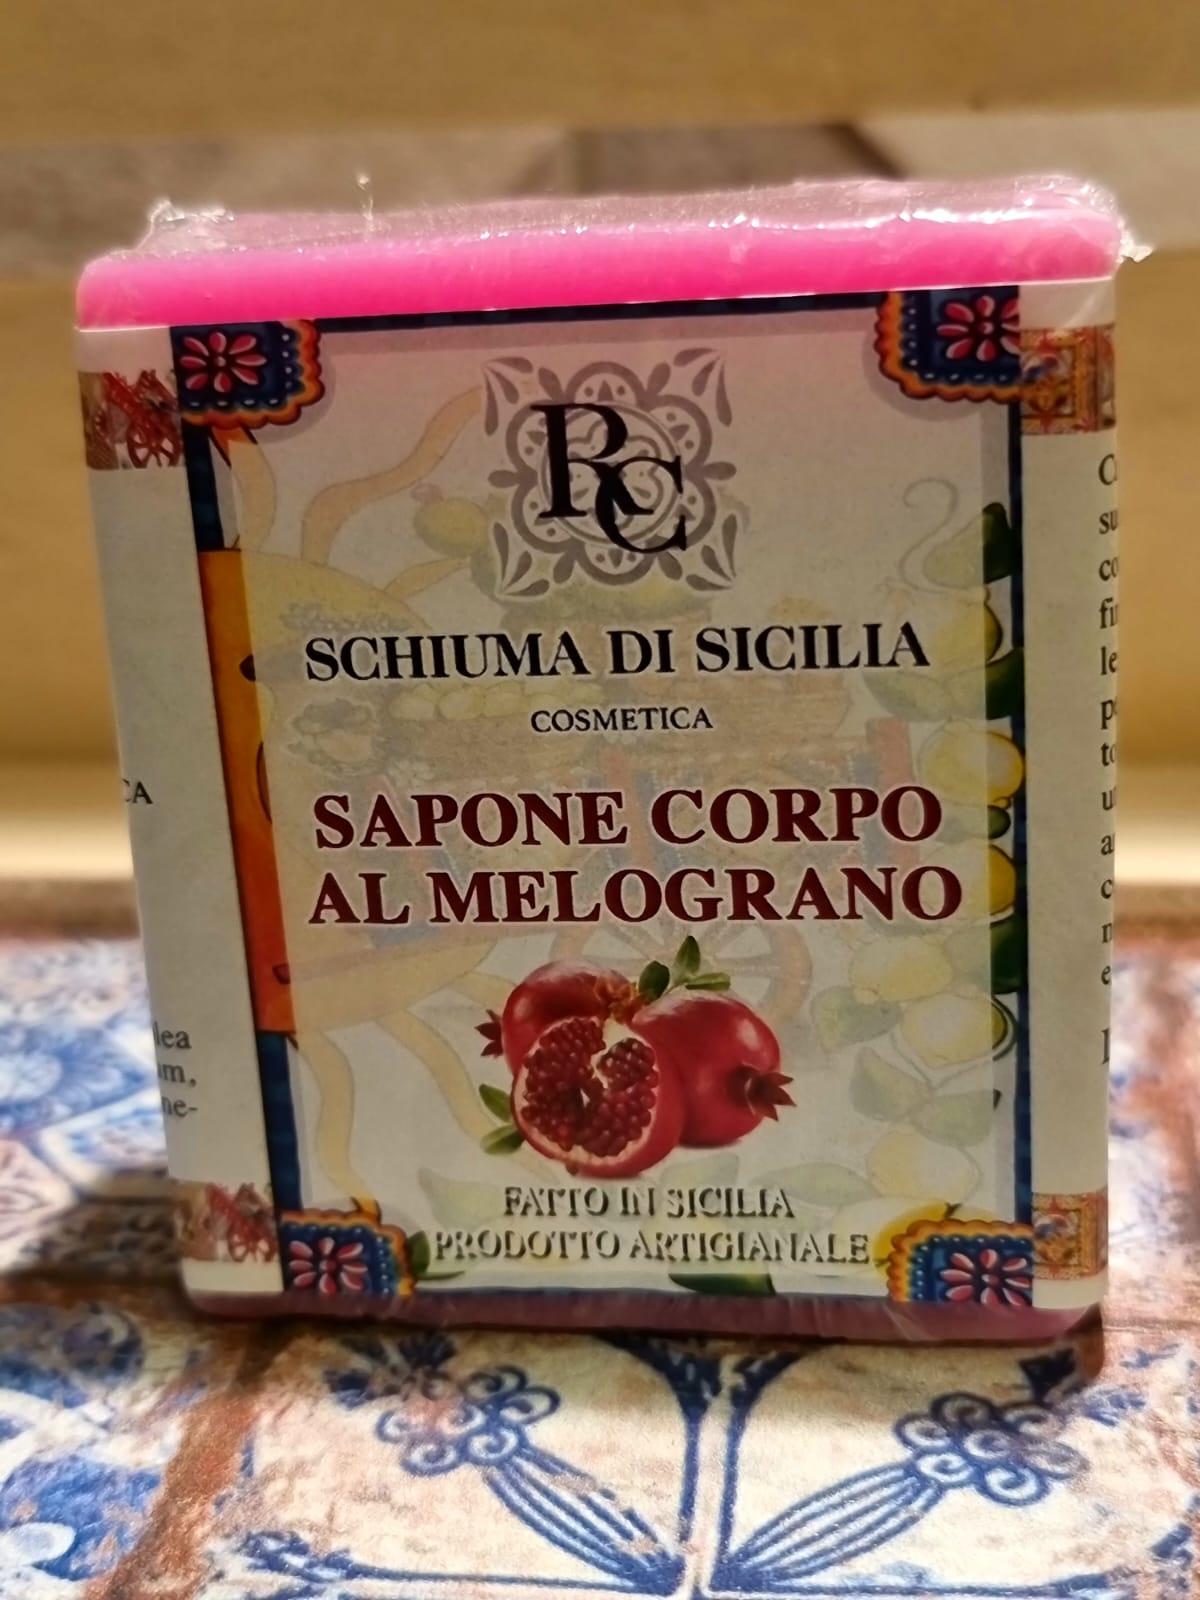 RC
SCHIUMA DI SICILIA
COSMETICA
SAPONE CORPO
AL MELOGRANO
FATTO IN SICILIA
PRODOTTO ARTIGIANALE